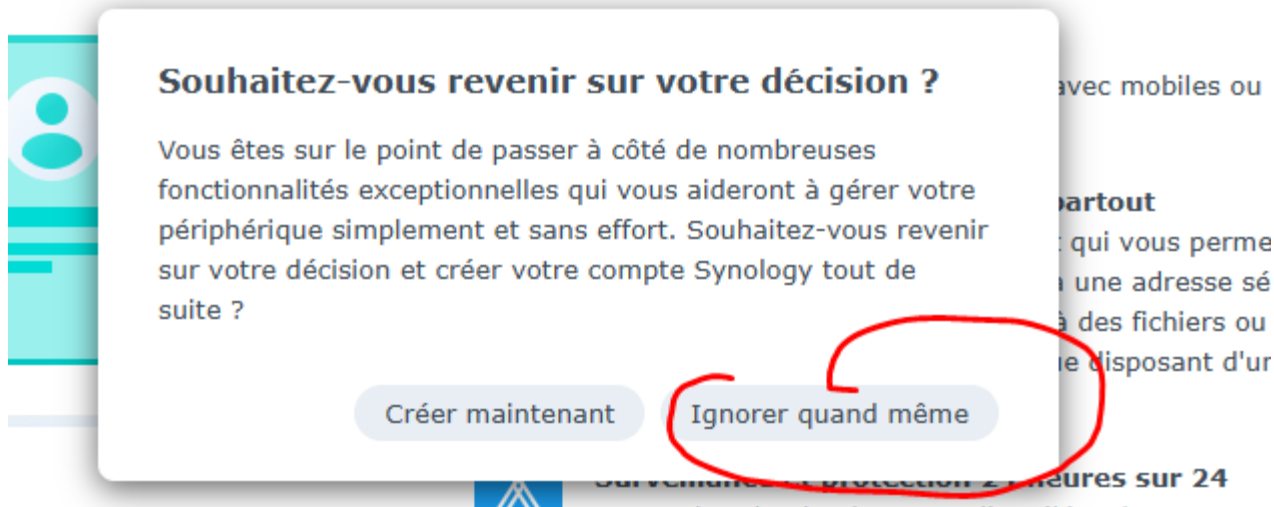 Souhaitez-vous revenir sur votre décision ?
Vous êtes sur le point de passer à côté de nombreuses
fonctionnalités exceptionnelles qui vous aideront à gérer votre
périphérique simplement et sans effort. Souhaitez-vous revenir
sur votre décision et créer votre compte Synology tout de
suite ?
Créer maintenant
Ignorer quand même
avec mobiles ou
partout
qui vous perme
une adresse sé
à des fichiers ou
disposant d'un
protection 24 heures sur 24